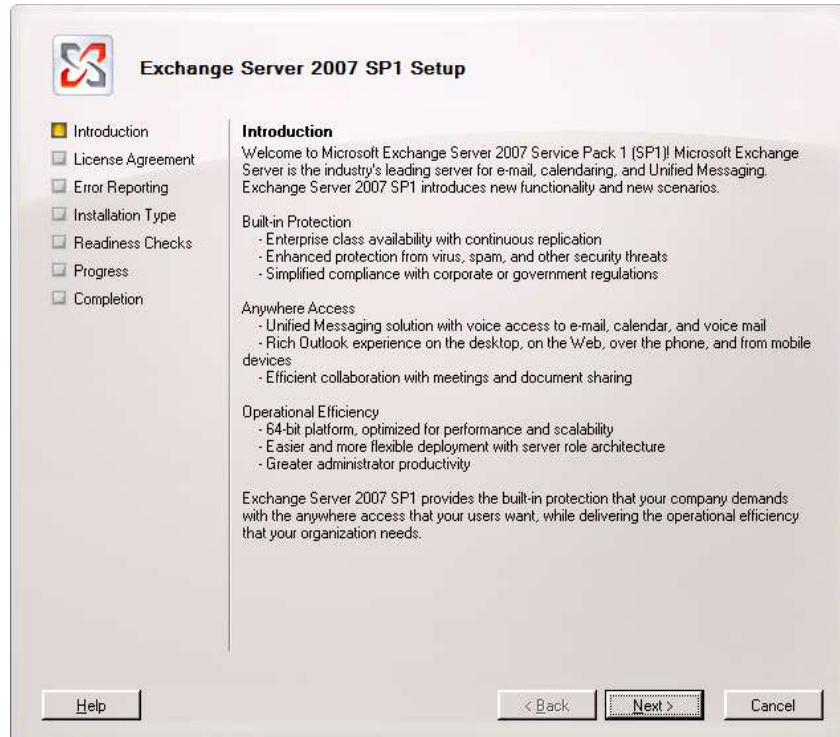 Exchange Server 2007 SP1 Setup
Introduction
License Agreement
Error Reporting
Installation Type
Readiness Checks
Progress
Completion
Introduction
Welcome to Microsoft Exchange Server 2007 Service Pack 1 (SP1)! Microsoft Exchange
Server is the industry's leading server for e-mail, calendaring, and Unified Messaging.
Exchange Server 2007 SP1 introduces new functionality and new scenarios.
Built-in Protection
- Enterprise class availability with continuous replication
- Enhanced protection from virus, spam, and other security threats
- Simplified compliance with corporate or government regulations
Anywhere Access
- Unified Messaging solution with voice access to e-mail, calendar, and voice mail
- Rich Outlook experience on the desktop, on the Web, over the phone, and from mobile
devices
- Efficient collaboration with meetings and document sharing
Operational Efficiency
- 64-bit platform, optimized for performance and scalability
- Easier and more flexible deployment with server role architecture
- Greater administrator productivity
Exchange Server 2007 SP1 provides the built-in protection that your company demands
with the anywhere access that your users want, while delivering the operational efficiency
that your organization needs.
Help
< Back
Next >
Cancel